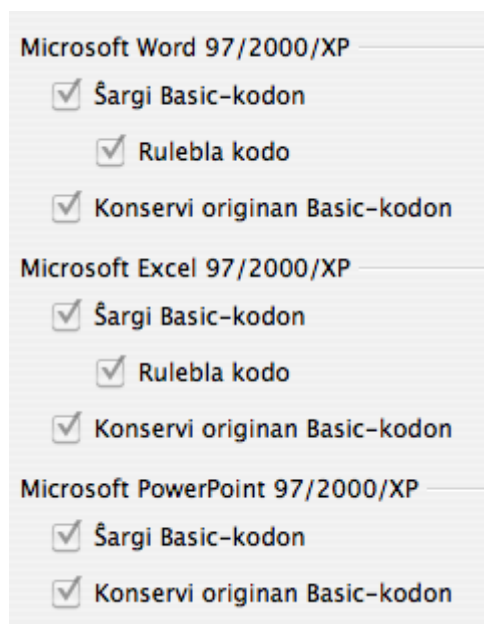 Microsoft Word 97/2000/XP
Ŝargi Basic-kodon
Rulebla kodo
Konservi originan Basic-kodon
Microsoft Excel 97/2000/XP
Ŝargi Basic-kodon
Rulebla kodo
Konservi originan Basic-kodon
Microsoft PowerPoint 97/2000/XP
Ŝargi Basic-kodon
Konservi originan Basic-kodon